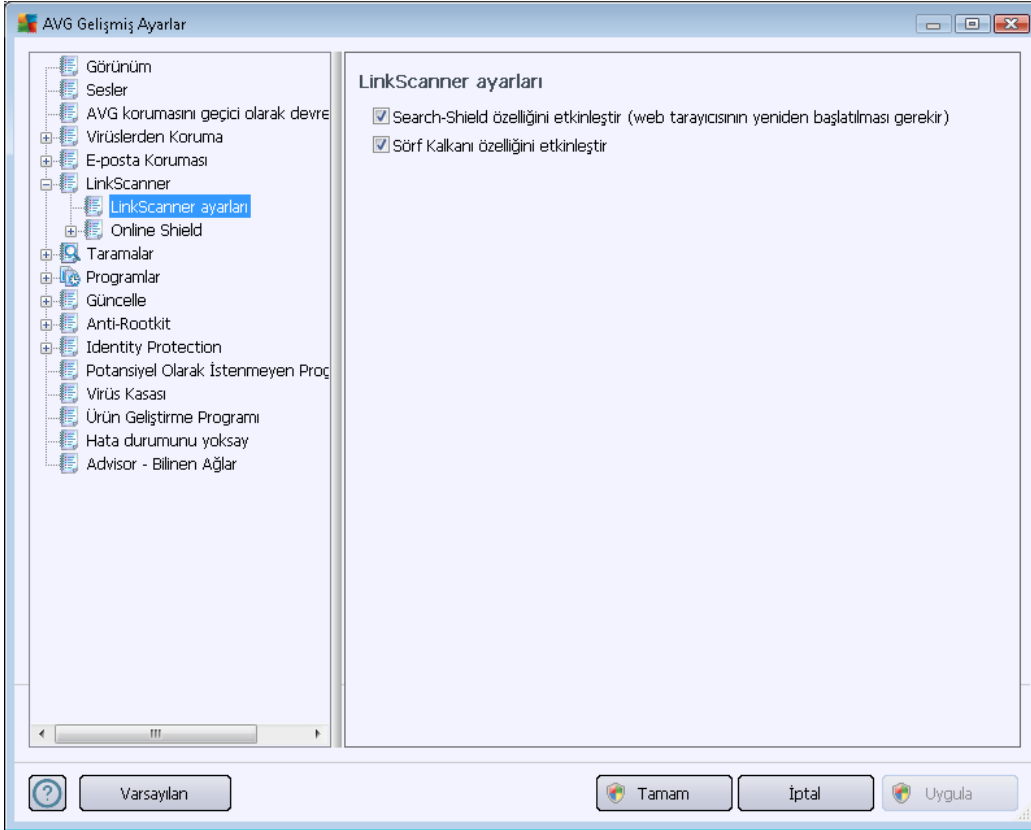 AVG Gelişmiş Ayarlar
Görünüm
Sesler
AVG korumasını geçici olarak devre
Virüslerden Koruma
E-posta Koruması
LinkScanner
LinkScanner ayarları
Online Shield
Taramalar
Programlar
Güncelle
Anti-Rootkit
Identity Protection
Potansiyel Olarak İstenmeyen Prog
Virüs Kasası
Ürün Geliştirme Programı
Hata durumunu yoksay
Advisor - Bilinen Ağlar
LinkScanner ayarları
Search-Shield özelliğini etkinleştir (web tarayıcısının yeniden başlatılması gerekir)
Sörf Kalkanı özelliğini etkinleştir
Varsayılan
Tamam
İptal
Uygula